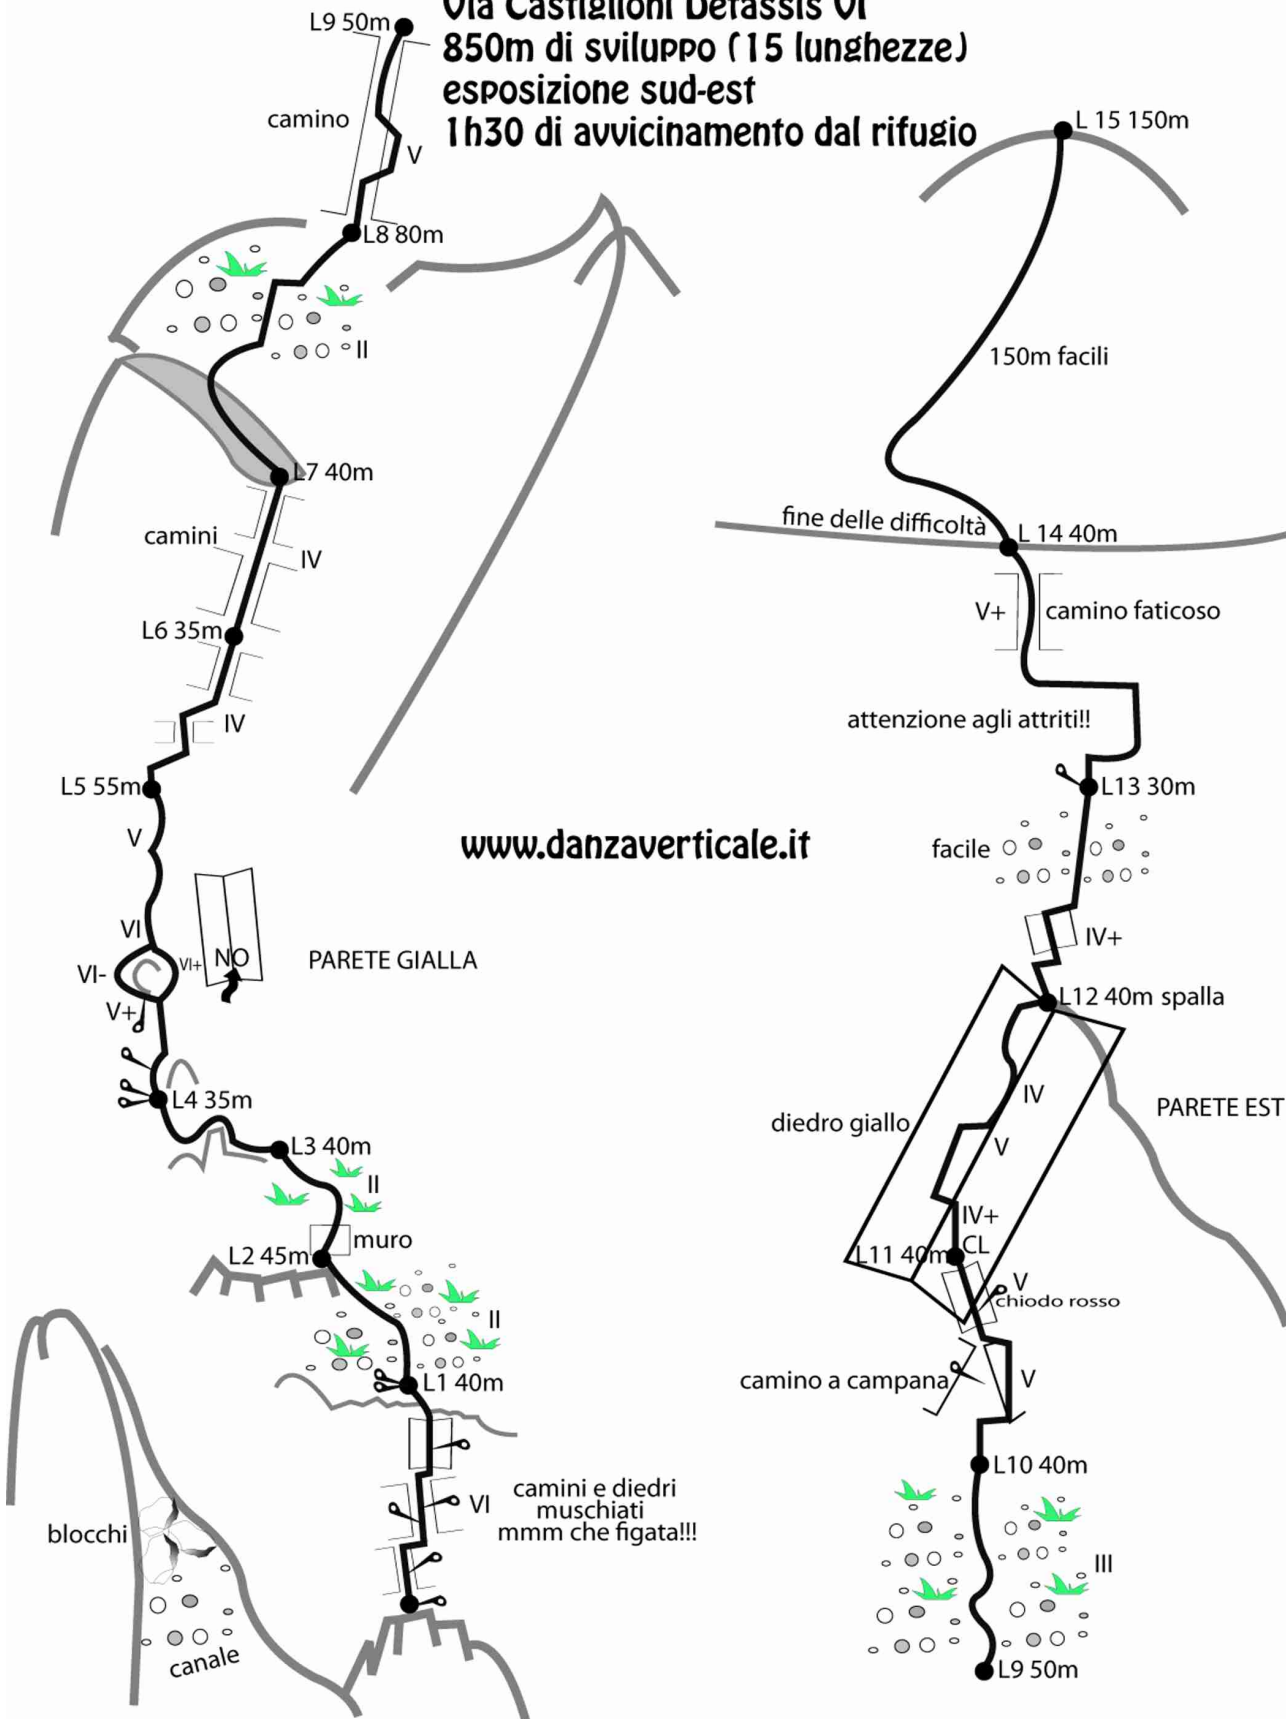 Via Castiglioni Detassis VI
850m di sviluppo (15 lunghezze)
esposizione sud-est
1h30 di avvicinamento dal rifugio
L9 50m
camino
V
L8 80m
II
L7 40m
camini
IV
L6 35m
IV
L5 55m
V
VI
VI-
VI+
NO
PARETE GIALLA
V+
L4 35m
L3 40m
II
muro
L2 45m
II
L1 40m
VI
camini e diedri
muschiati
mmm che figata!!!
blocchi
canale
www.danzaverticale.it
L 15 150m
150m facili
fine delle difficoltà
L 14 40m
V+
camino faticoso
attenzione agli attriti!!
L13 30m
facile
IV+
L12 40m spalla
IV
PARETE EST
diedro giallo
V
IV+
L11 40m
CL
V
chiodo rosso
camino a campana
V
L10 40m
III
L9 50m